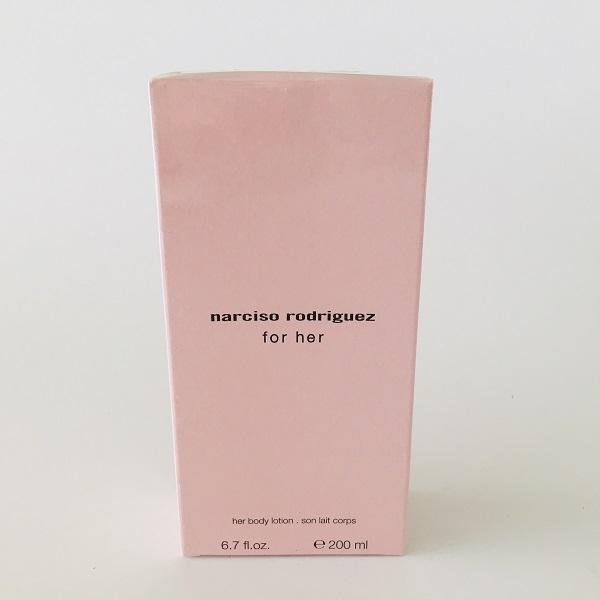 narciso rodriguez
for her
her body lotion . son lait corps
6.7 fl.oz. ℮ 200 ml